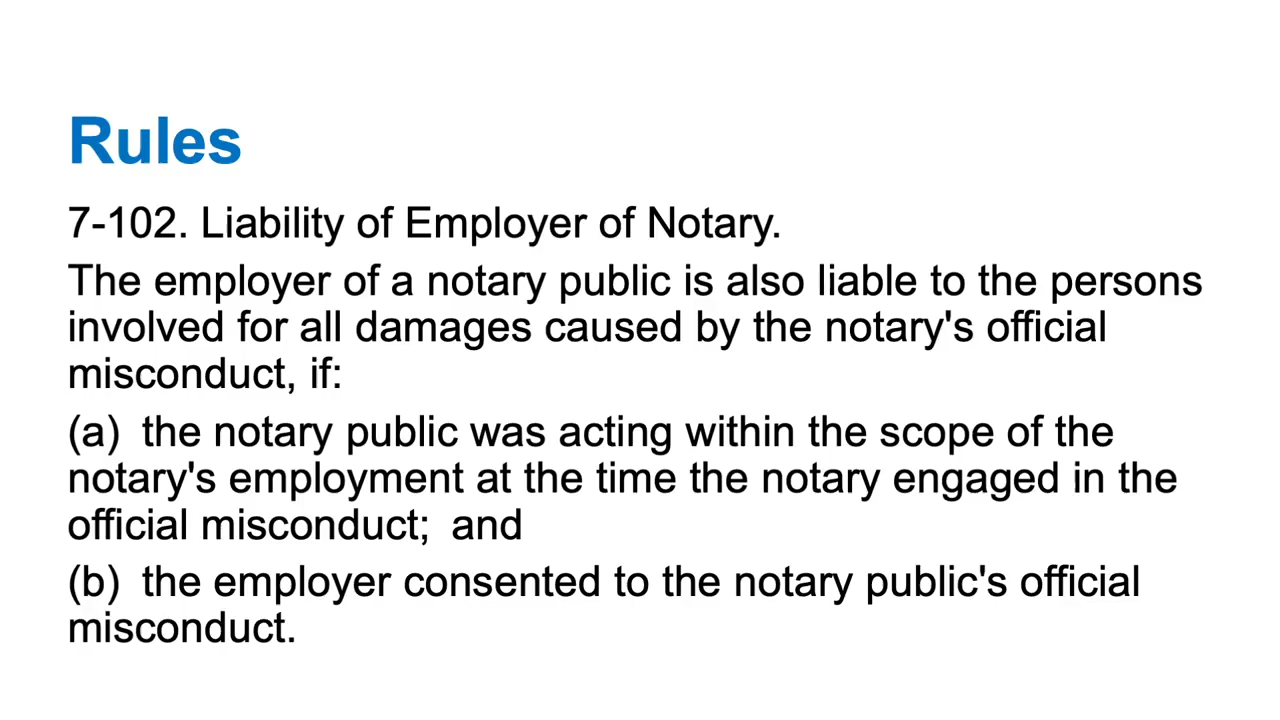 Rules
7-102. Liability of Employer of Notary.
The employer of a notary public is also liable to the persons
involved for all damages caused by the notary's official
misconduct, if:
(a)  the notary public was acting within the scope of the
notary's employment at the time the notary engaged in the
official misconduct;  and
(b)  the employer consented to the notary public's official
misconduct.